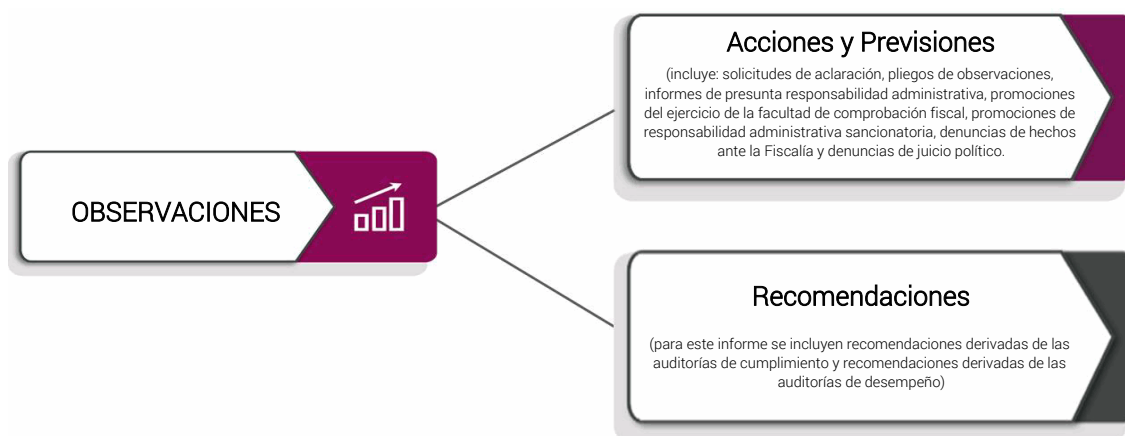 OBSERVACIONES
Acciones y Previsiones
(incluye: solicitudes de aclaración, pliegos de observaciones,
informes de presunta responsabilidad administrativa, promociones
del ejercicio de la facultad de comprobación fiscal, promociones de
responsabilidad administrativa sancionatoria, denuncias de hechos
ante la Fiscalía y denuncias de juicio político.
Recomendaciones
(para este informe se incluyen recomendaciones derivadas de las
auditorías de cumplimiento y recomendaciones derivadas de las
auditorías de desempeño)